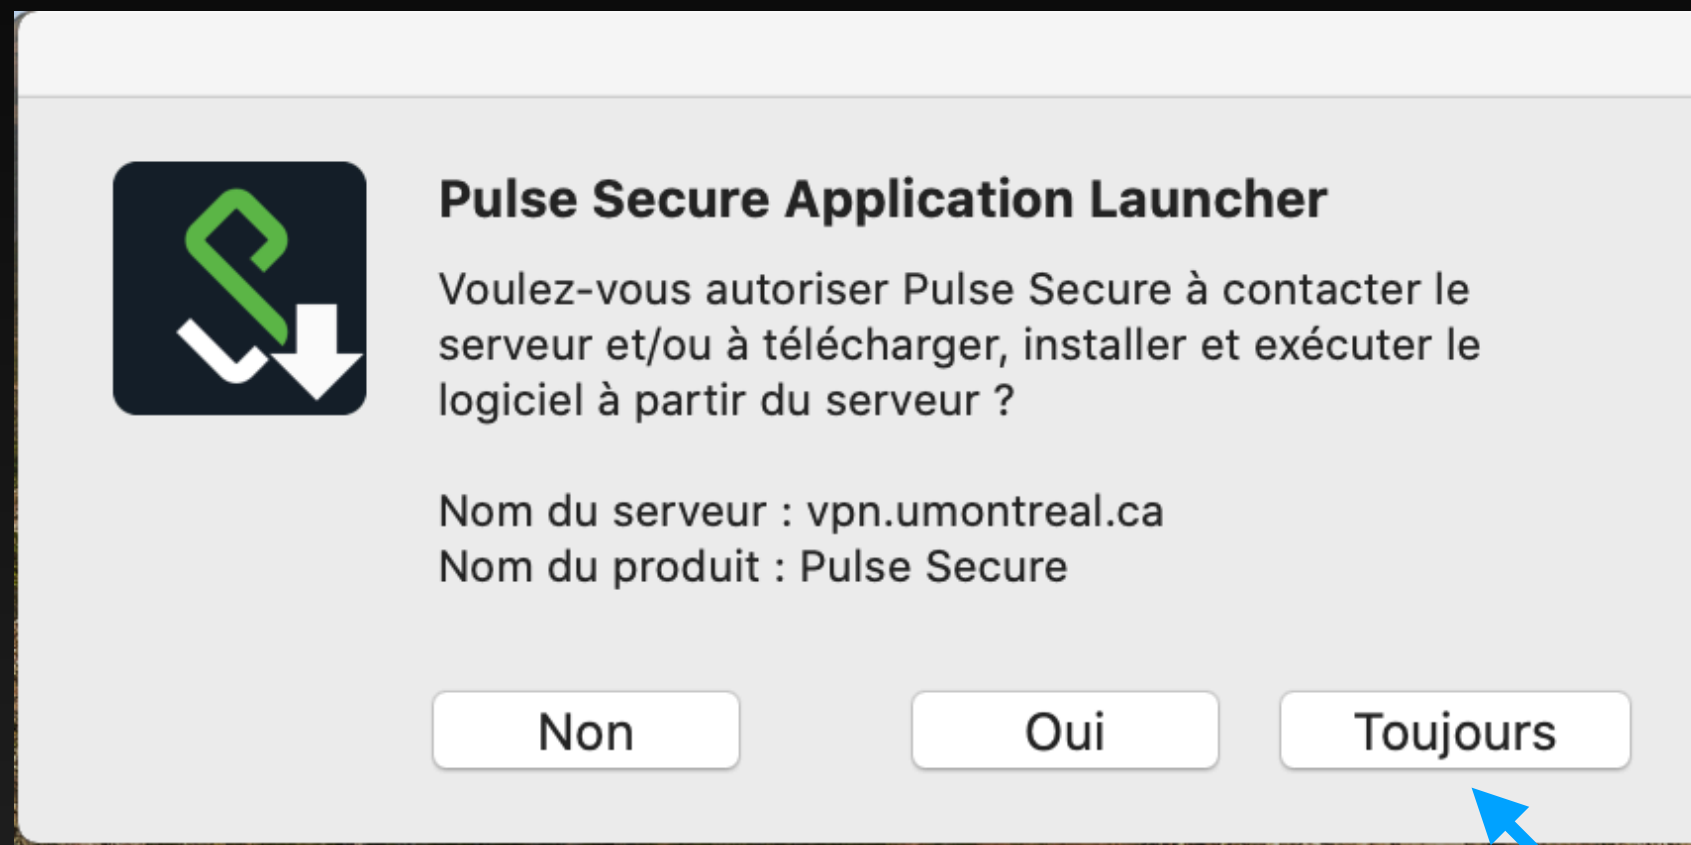 Pulse Secure Application Launcher
Voulez-vous autoriser Pulse Secure à contacter le
serveur et/ou à télécharger, installer et exécuter le
logiciel à partir du serveur ?
Nom du serveur : vpn.umontreal.ca
Nom du produit : Pulse Secure
Non
Oui
Toujours